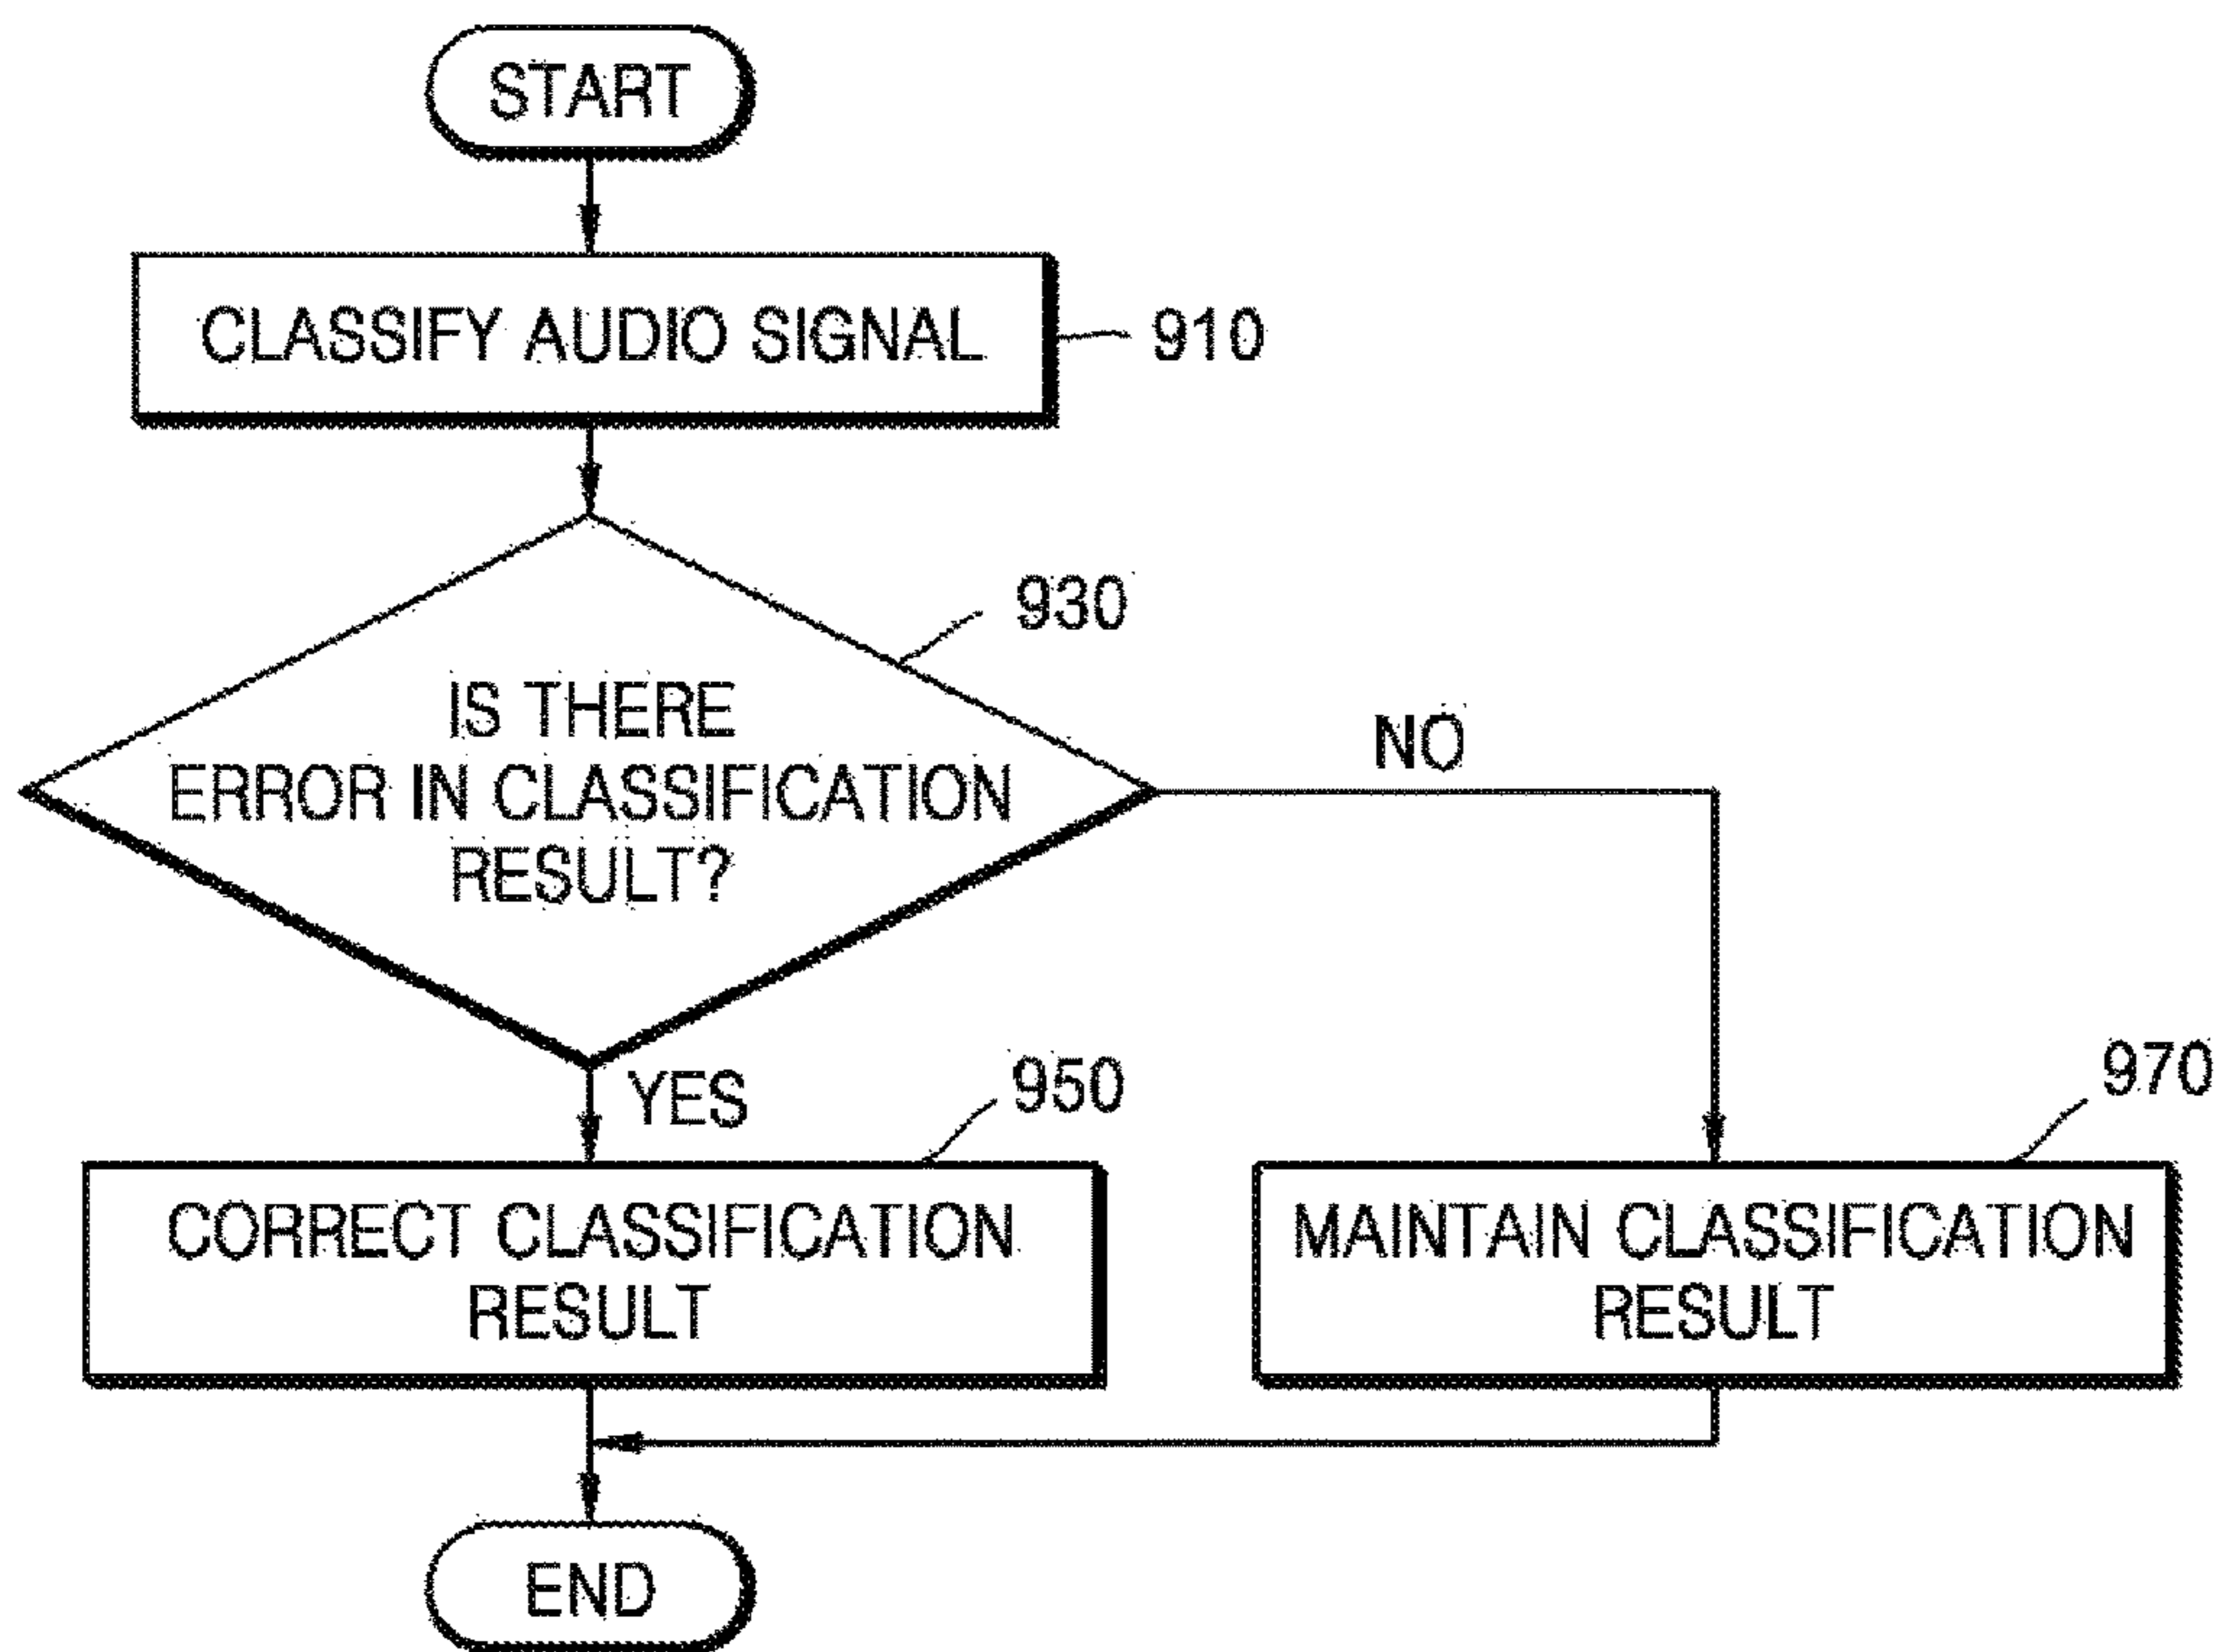 START
CLASSIFY AUDIO SIGNAL
910
930
IS THERE
ERROR IN CLASSIFICATION
RESULT?
NO
YES
950
970
CORRECT CLASSIFICATION
RESULT
MAINTAIN CLASSIFICATION
RESULT
END